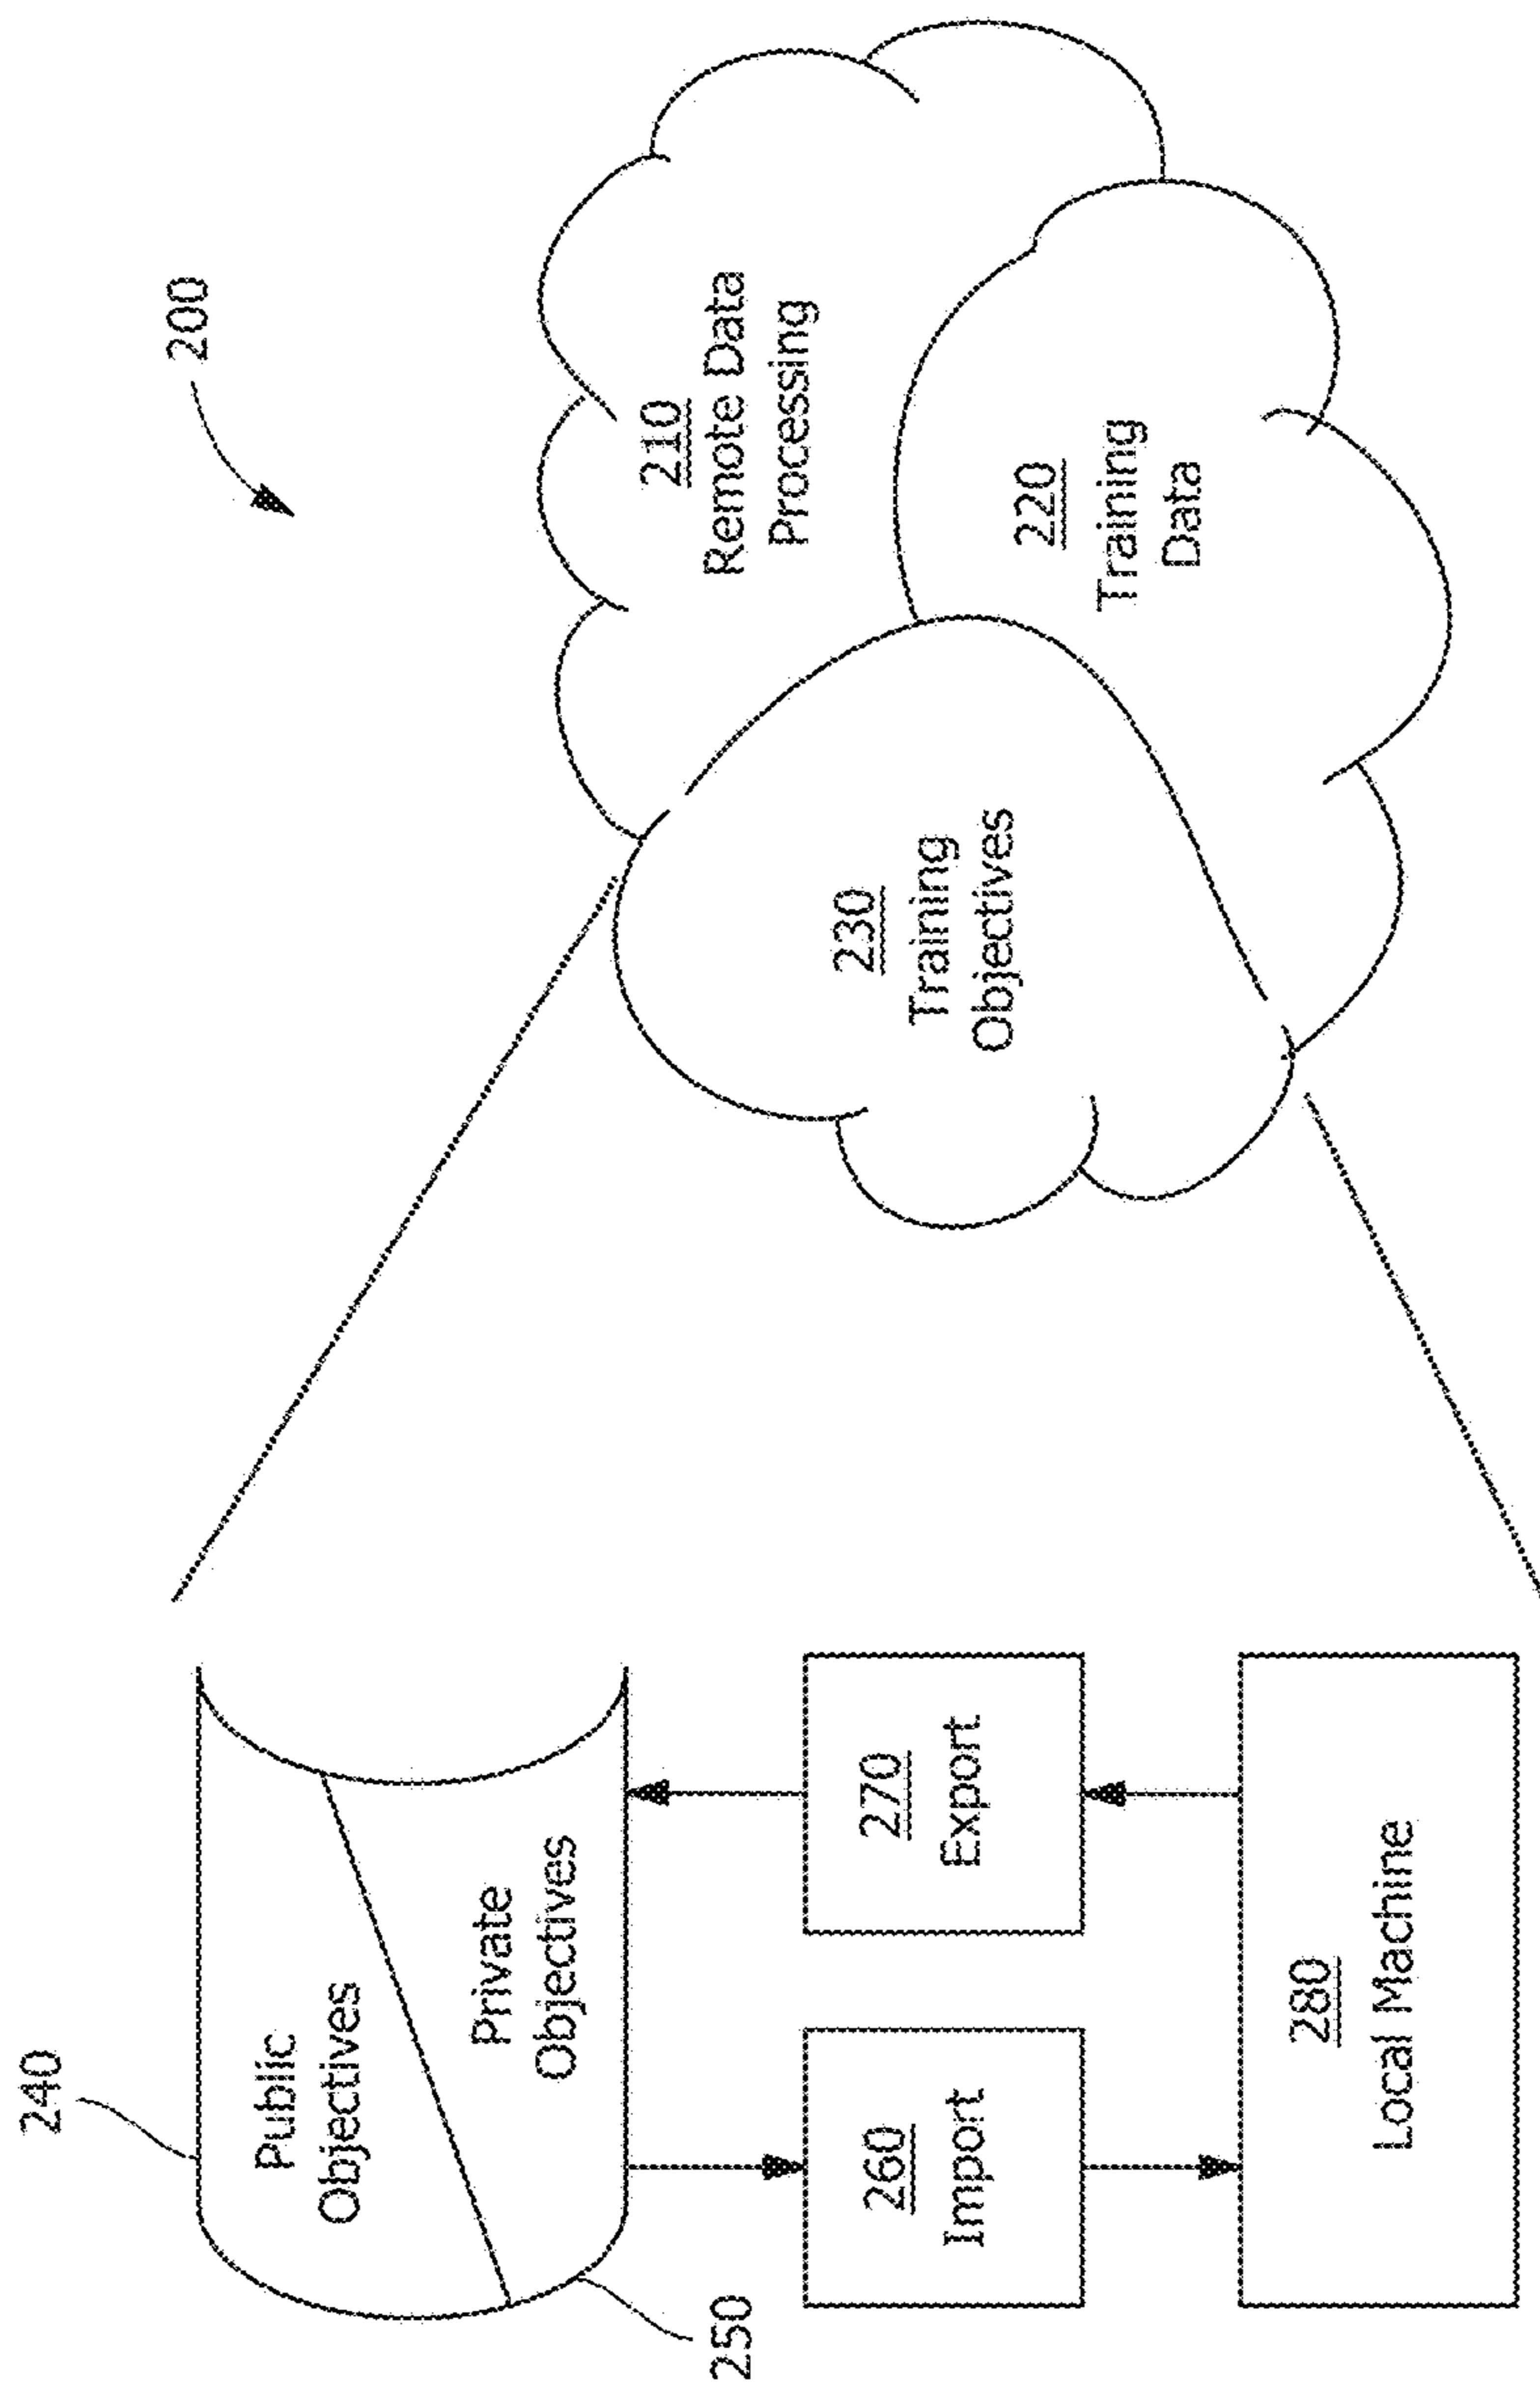 200
210
Remote Data
Processing
220
Training
Data
230
Training
Objectives
240
Public
Objectives
Private
Objectives
250
260
Import
270
Export
280
Local Machine